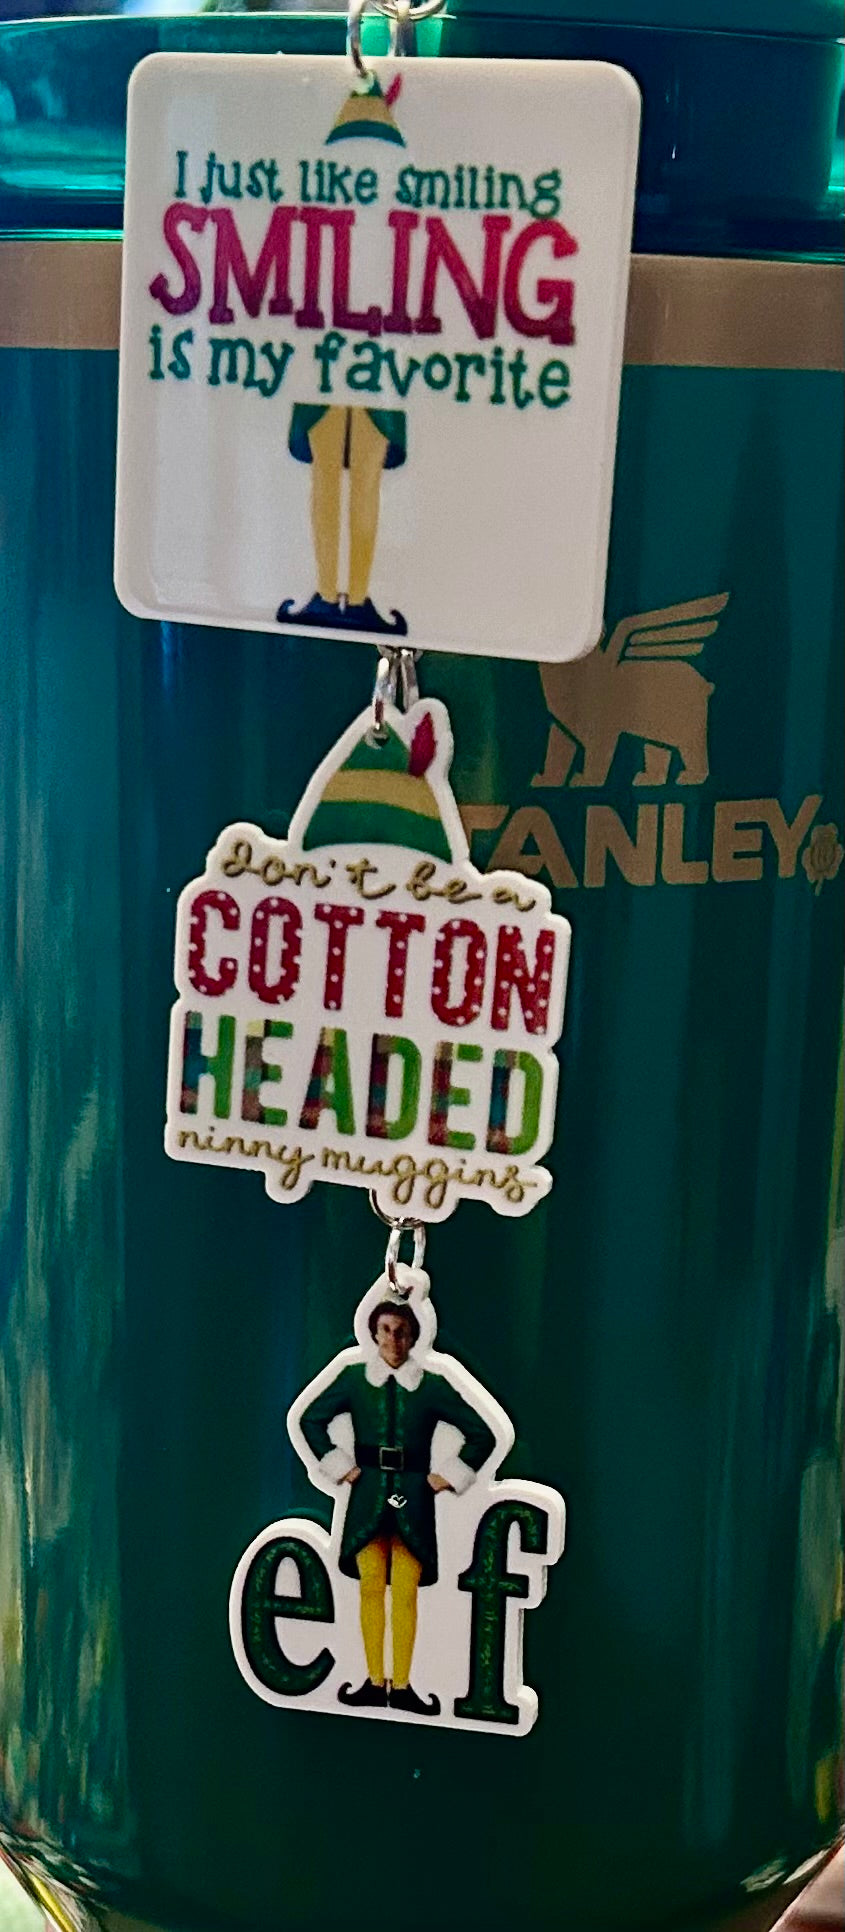 I just like smiling
SMILING
is my favorite
TANLEY
don't be a
COTTON
HEADED
ninny muggins
elf